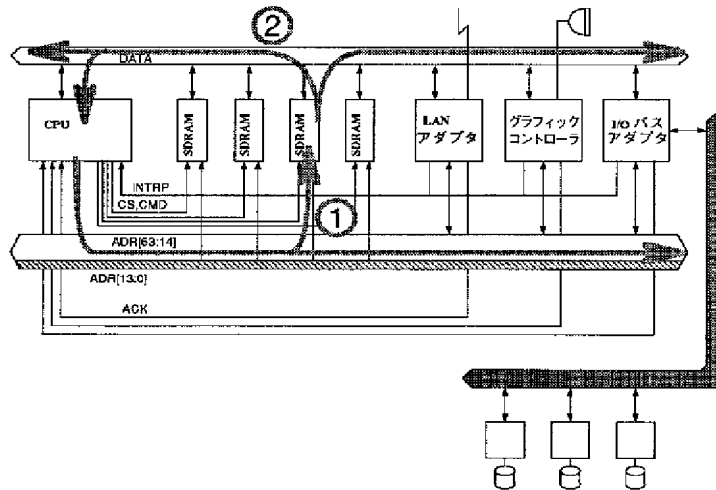 ②
DATA
CPU
SDRAM
SDRAM
SDRAM
SDRAM
LAN
アダプタ
グラフィック
コントローラ
I/O バス
アダプタ
INTRP
CS,CMD
①
ADR[63:14]
ADR[13:0]
ACK